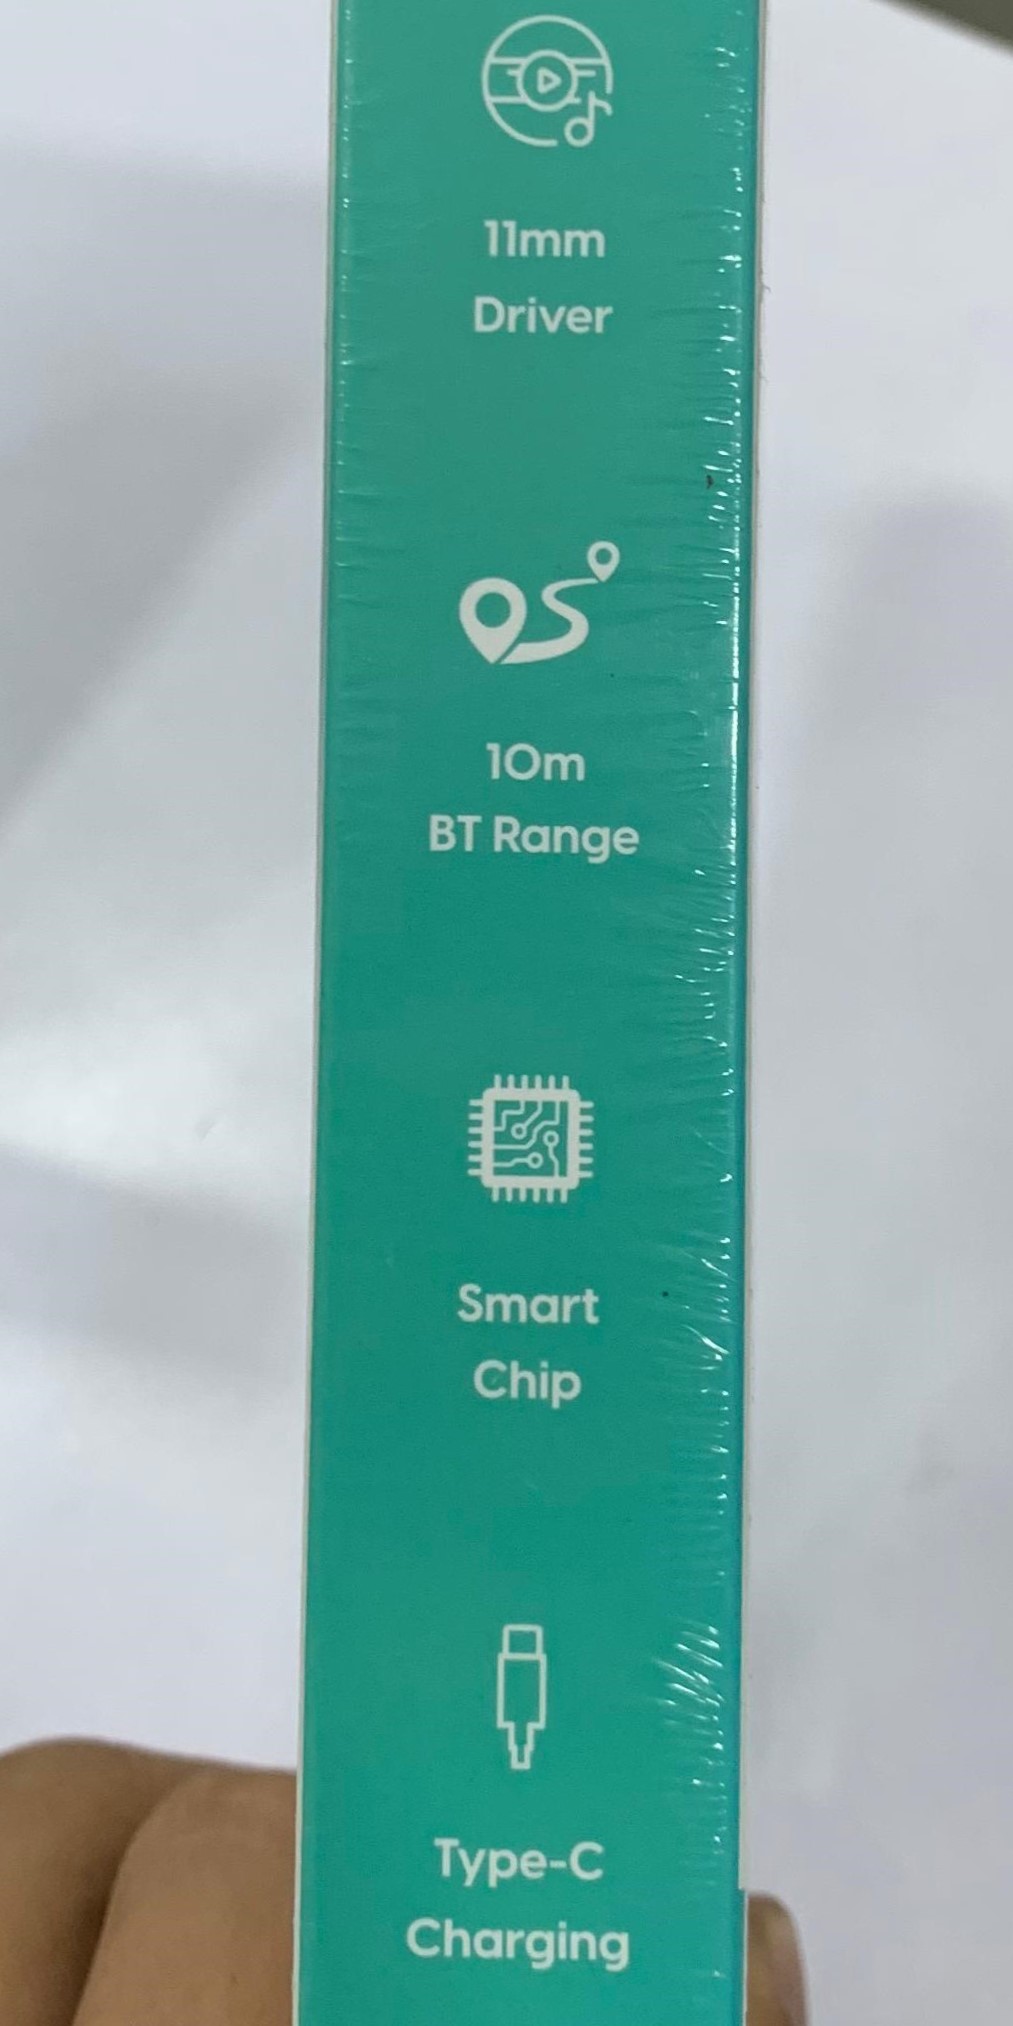 11mm
Driver
10m
BT Range
Smart
Chip
Type-C
Charging